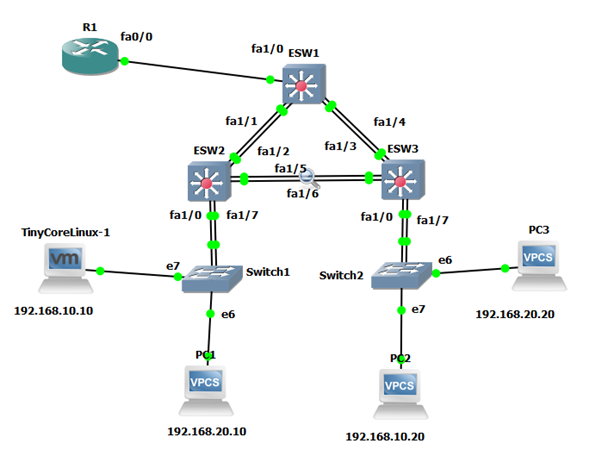 R1
fa0/0
fa1/0
ESW1
fa1/1
fa1/4
fa1/2
fa1/3
ESW2
ESW3
fa1/5
fa1/6
fa1/0
fa1/7
fa1/0
fa1/7
TinyCoreLinux-1
vm
e7
Switch1
192.168.10.10
e6
Switch2
e6
e7
PC3
VPCS
192.168.20.20
PC1
VPCS
192.168.20.10
PC2
VPCS
192.168.10.20